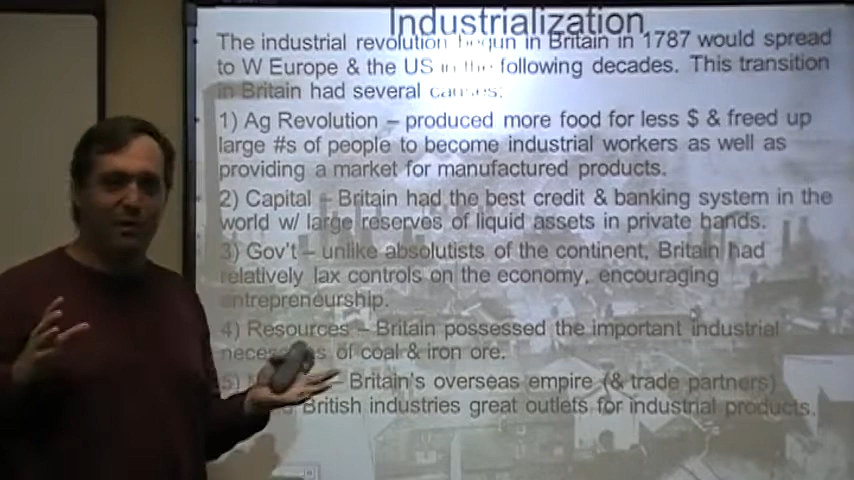 Industrialization
The industrial revolution begun in Britain in 1787 would spread
to W Europe & the US in the following decades. This transition
in Britain had several causes:
1) Ag Revolution – produced more food for less $ & freed up
large #s of people to become industrial workers as well as
providing a market for manufactured products.
2) Capital – Britain had the best credit & banking system in the
world w/ large reserves of liquid assets in private hands.
3) Gov't – unlike absolutists of the continent, Britain had
relatively lax controls on the economy, encouraging
entrepreneurship.
4) Resources – Britain possessed the important industrial
of coal & iron ore.
5) – Britain's overseas empire (& trade partners)
British industries great outlets for industrial products.